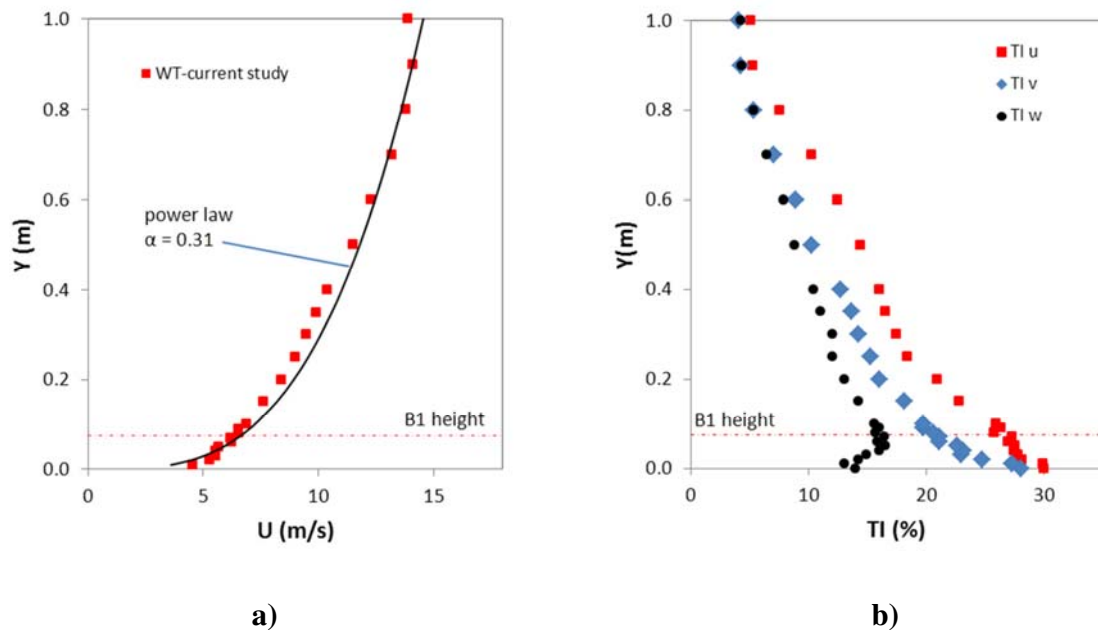 1.0
0.8
0.6
0.4
0.2
0.0
Y (m)
WT-current study
power law
α = 0.31
B1 height
0 5 10 15
U (m/s)
a)
1.0
0.8
0.6
0.4
0.2
0.0
Y(m)
TI u
TI v
TI w
B1 height
0 10 20 30
TI (%)
b)